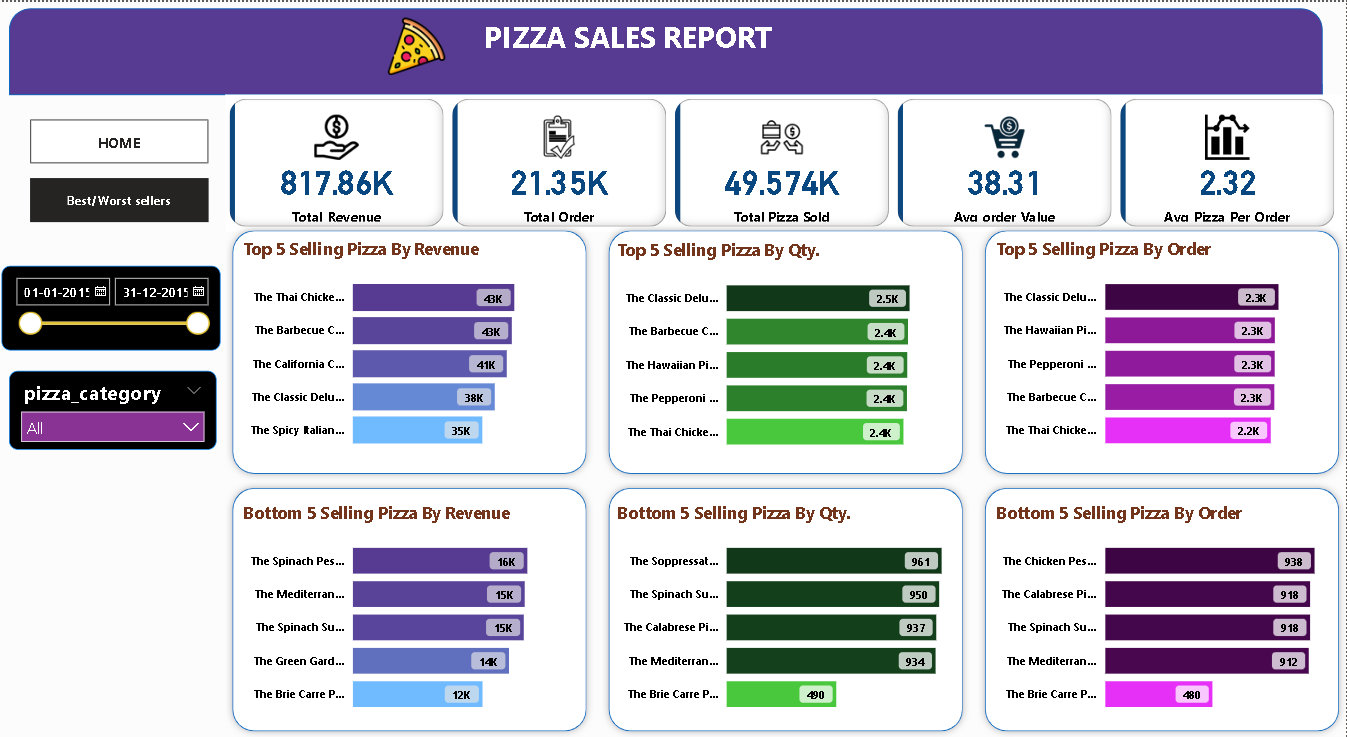 PIZZA SALES REPORT
HOME
Best/Worst sellers
01-01-2015
31-12-2015
pizza_category
All
817.86K
Total Revenue
21.35K
Total Order
49.574K
Total Pizza Sold
38.31
Avg order Value
2.32
Avg Pizza Per Order
Top 5 Selling Pizza By Revenue
The Thai Chicke... 43K
The Barbecue C... 43K
The California C... 41K
The Classic Delu... 38K
The Spicy Italian... 35K
Top 5 Selling Pizza By Qty.
The Classic Delu... 2.5K
The Barbecue C... 2.4K
The Hawaiian Pi... 2.4K
The Pepperoni ... 2.4K
The Thai Chicke... 2.4K
Top 5 Selling Pizza By Order
The Classic Delu... 2.3K
The Hawaiian Pi... 2.3K
The Pepperoni ... 2.3K
The Barbecue C... 2.3K
The Thai Chicke... 2.2K
Bottom 5 Selling Pizza By Revenue
The Spinach Pes... 16K
The Mediterran... 15K
The Spinach Su... 15K
The Green Gard... 14K
The Brie Carre P... 12K
Bottom 5 Selling Pizza By Qty.
The Soppressat... 961
The Spinach Su... 950
The Calabrese Pi... 937
The Mediterran... 934
The Brie Carre P... 490
Bottom 5 Selling Pizza By Order
The Chicken Pes... 938
The Calabrese Pi... 918
The Spinach Su... 918
The Mediterran... 912
The Brie Carre P... 480